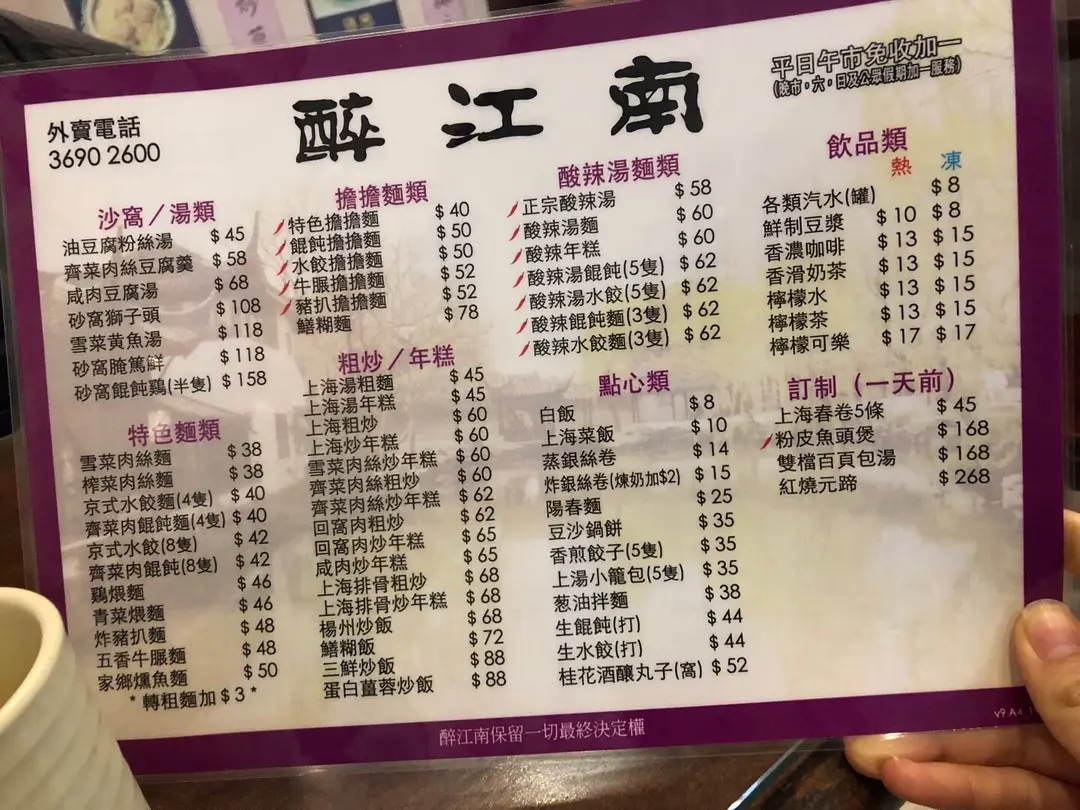 醉江南
平日午市免收加一
(晚市，六，日及公眾假期加一服務)
外賣電話
3690 2600
沙窩／湯類
油豆腐粉絲湯 $45
齊菜肉絲豆腐羹 $58
咸肉豆腐湯 $68
砂窩獅子頭 $108
雪菜黄魚湯 $118
砂窩腌篤鮮 $118
砂窩餛飩鷄(半隻) $158
特色麵類
雪菜肉絲麵 $38
榨菜肉絲麵 $38
京式水餃麵(4隻) $40
齊菜肉餛飩麵(4隻) $40
京式水餃(8隻) $42
齊菜肉餛飩(8隻) $42
鷄煨麵 $46
青菜煨麵 $46
炸豬扒麵 $48
五香牛腒麵 $48
家鄉燻魚麵 $50
*轉粗麵加$3*
擔擔麵類
特色擔擔麵 $40
餛飩擔擔麵 $50
水餃擔擔麵 $50
牛腒擔擔麵 $52
豬扒擔擔麵 $52
鱔糊麵 $78
粗炒／年糕
上海湯粗麵 $45
上海湯年糕 $45
上海粗炒 $60
上海炒年糕 $60
雪菜肉絲炒年糕 $60
齊菜肉絲粗炒 $60
齊菜肉絲炒年糕 $62
回窩肉粗炒 $62
回窩肉炒年糕 $65
咸肉炒年糕 $65
上海排骨粗炒 $68
上海排骨炒年糕 $68
楊州炒飯 $68
鱔糊飯 $72
三鮮炒飯 $88
蛋白薑蓉炒飯 $88
酸辣湯麵類
正宗酸辣湯 $58
酸辣湯麵 $60
酸辣年糕 $60
酸辣湯餛飩(5隻) $62
酸辣湯水餃(5隻) $62
酸辣餛飩麵(3隻) $62
酸辣水餃麵(3隻) $62
點心類
白飯 $8
上海菜飯 $10
蒸銀絲卷 $14
炸銀絲卷(煉奶加$2) $15
陽春麵 $25
豆沙鍋餅 $35
香煎餃子(5隻) $35
上湯小籠包(5隻) $35
葱油拌麵 $38
生餛飩(打) $44
生水餃(打) $44
桂花酒釀丸子(窩) $52
飲品類
熱 凍
各類汽水(罐) $8
鮮制豆漿 $10 $8
香濃咖啡 $13 $15
香滑奶茶 $13 $15
檸檬水 $13 $15
檸檬茶 $13 $15
檸檬可樂 $17 $17
訂制（一天前）
上海春卷5條 $45
粉皮魚頭煲 $168
雙檔百頁包湯 $168
紅燒元蹄 $268
醉江南保留一切最終決定權